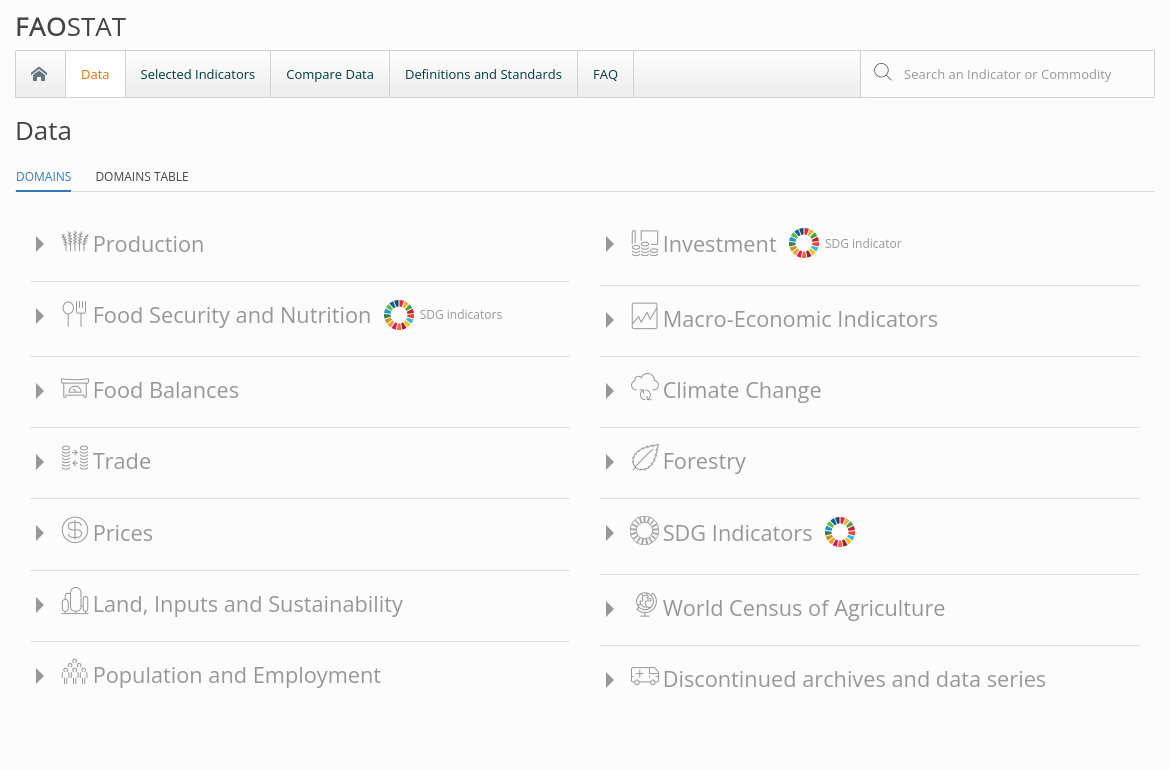 FAOSTAT
Data
Selected Indicators
Compare Data
Definitions and Standards
FAQ
Search an Indicator or Commodity
Data
DOMAINS
DOMAINS TABLE
Production
Food Security and Nutrition SDG indicators
Food Balances
Trade
Prices
Land, Inputs and Sustainability
Population and Employment
Investment SDG indicator
Macro-Economic Indicators
Climate Change
Forestry
SDG Indicators
World Census of Agriculture
Discontinued archives and data series